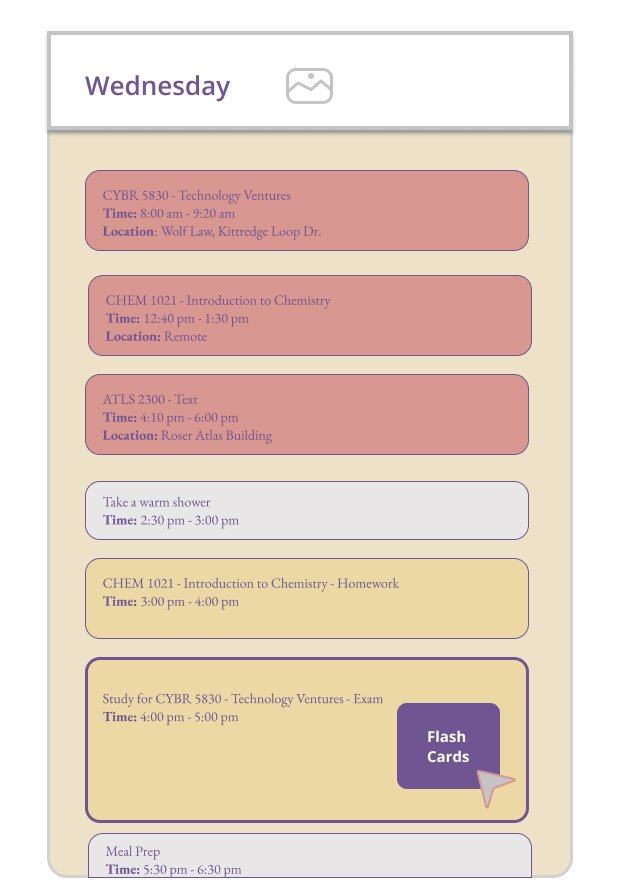 Wednesday
CYBR 5830 - Technology Ventures
Time: 8:00 am - 9:20 am
Location: Wolf Law, Kittredge Loop Dr.
CHEM 1021 - Introduction to Chemistry
Time: 12:40 pm - 1:30 pm
Location: Remote
ATLS 2300 - Text
Time: 4:10 pm - 6:00 pm
Location: Roser Atlas Building
Take a warm shower
Time: 2:30 pm - 3:00 pm
CHEM 1021 - Introduction to Chemistry - Homework
Time: 3:00 pm - 4:00 pm
Study for CYBR 5830 - Technology Ventures - Exam
Time: 4:00 pm - 5:00 pm
Flash
Cards
Meal Prep
Time: 5:30 pm - 6:30 pm